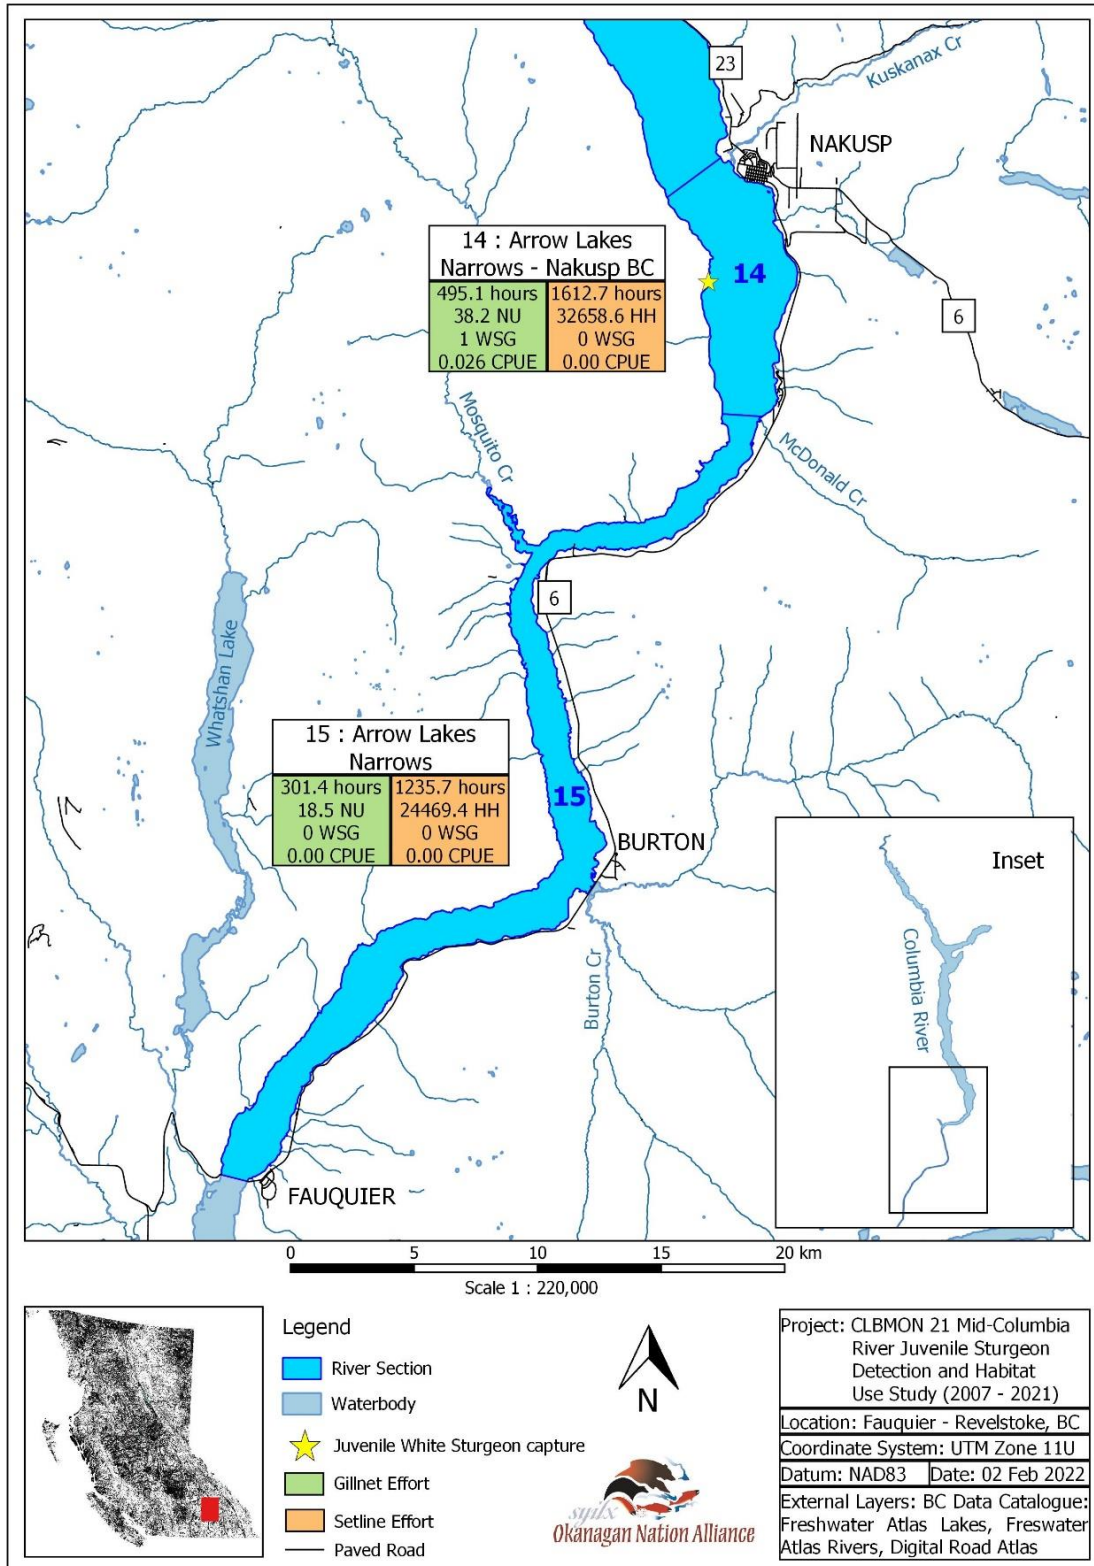 23
Kuskanax Cr
NAKUSP
14 : Arrow Lakes
Narrows - Nakusp BC
495.1 hours
38.2 NU
1 WSG
0.026 CPUE
1612.7 hours
32658.6 HH
0 WSG
0.00 CPUE
14
6
Mosquito Cr
McDonald Cr
6
Whatshan Lake
15 : Arrow Lakes
Narrows
301.4 hours
18.5 NU
0 WSG
0.00 CPUE
1235.7 hours
24469.4 HH
0 WSG
0.00 CPUE
15
BURTON
Burton Cr
FAUQUIER
Inset
Columbia River
0 5 10 15 20 km
Scale 1 : 220,000
Legend
River Section
Waterbody
Juvenile White Sturgeon capture
Gillnet Effort
Setline Effort
Paved Road
N
syilx
Okanagan Nation Alliance
Project: CLBMON 21 Mid-Columbia
River Juvenile Sturgeon
Detection and Habitat
Use Study (2007 - 2021)
Location: Fauquier - Revelstoke, BC
Coordinate System: UTM Zone 11U
Datum: NAD83 Date: 02 Feb 2022
External Layers: BC Data Catalogue:
Freshwater Atlas Lakes, Freswater
Atlas Rivers, Digital Road Atlas